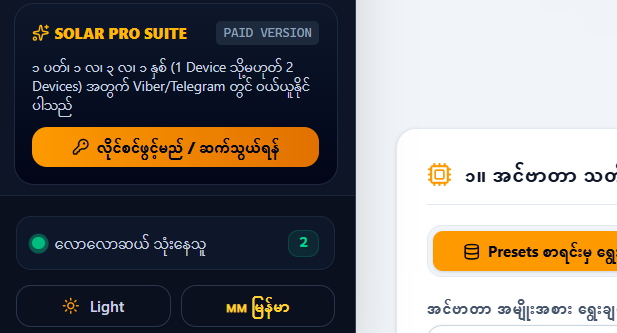 SOLAR PRO SUITE
PAID VERSION
၁ ပတ်၊ ၁ လ၊ ၃ လ၊ ၁ နှစ် (1 Device သို့မဟုတ် 2
Devices) အတွက် Viber/Telegram တွင် ဝယ်ယူနိုင်
ပါသည်
လိုင်စင်ဖွင့်မည် / ဆက်သွယ်ရန်
လောလောဆယ် သုံးနေသူ
2
Light
MM မြန်မာ
၁။ အင်ဗာတာ သတ်
Presets စာရင်းမှ ရွေး
အင်ဗာတာ အမျိုးအစား ရွေးချ